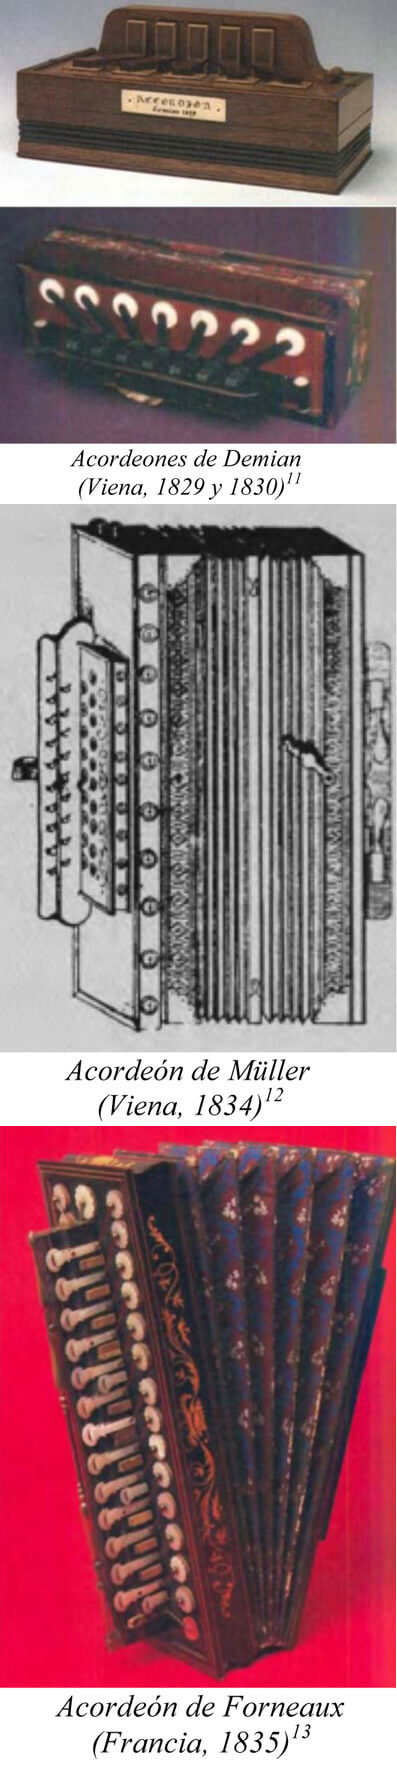 ACCORDION
Demian 1829
Acordeones de Demian
(Viena, 1829 y 1830)11
Acordeón de Müller
(Viena, 1834)12
Acordeón de Forneaux
(Francia, 1835)13